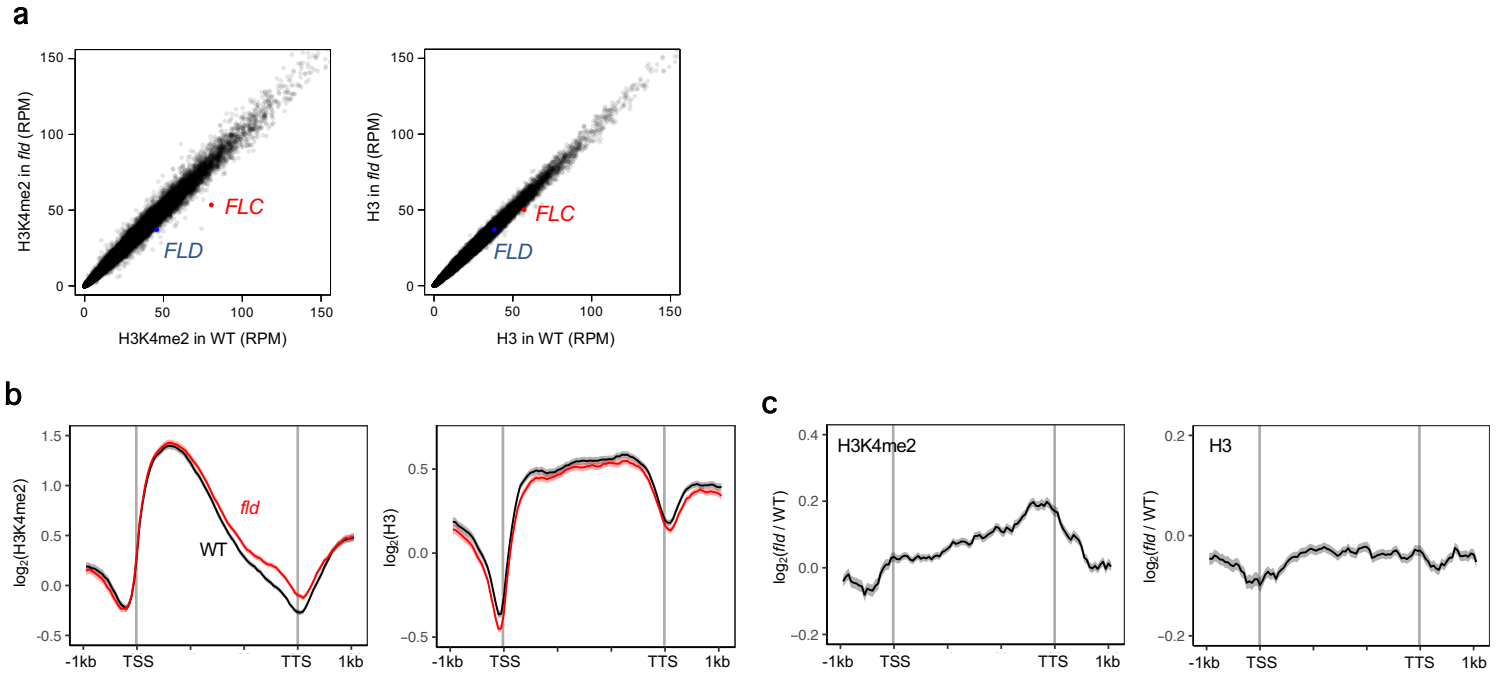 a
150
100
50
0
H3K4me2 in fld (RPM)
FLC
FLD
0 50 100 150
H3K4me2 in WT (RPM)
150
100
50
0
H3 in fld (RPM)
FLC
FLD
0 50 100 150
H3 in WT (RPM)
b
1.5
1.0
0.5
0.0
−0.5
log₂(H3K4me2)
fld
WT
-1kb TSS TTS 1kb
0.5
0.0
−0.5
log₂(H3)
-1kb TSS TTS 1kb
c
H3K4me2
0.4
0.2
0.0
−0.2
log₂(fld / WT)
-1kb TSS TTS 1kb
H3
0.2
0.0
−0.2
log₂(fld / WT)
-1kb TSS TTS 1kb